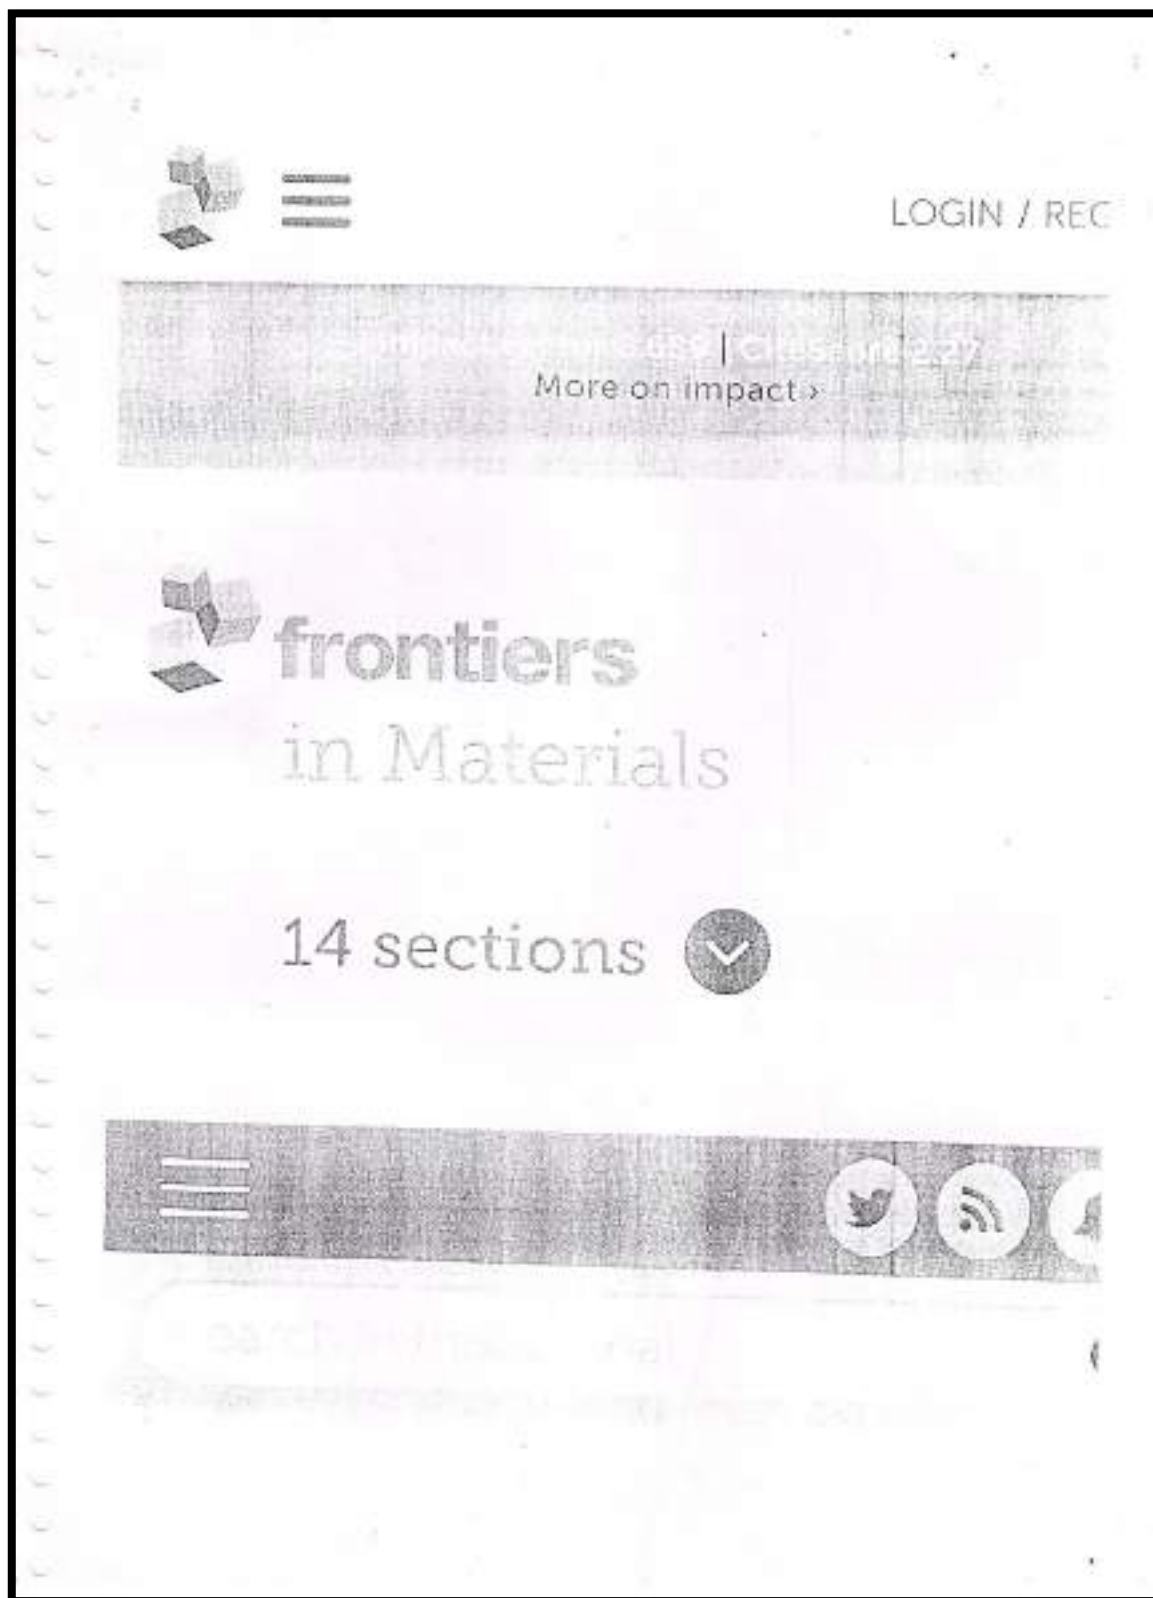 LOGIN / REC
More on impact ›
frontiers
in Materials
14 sections